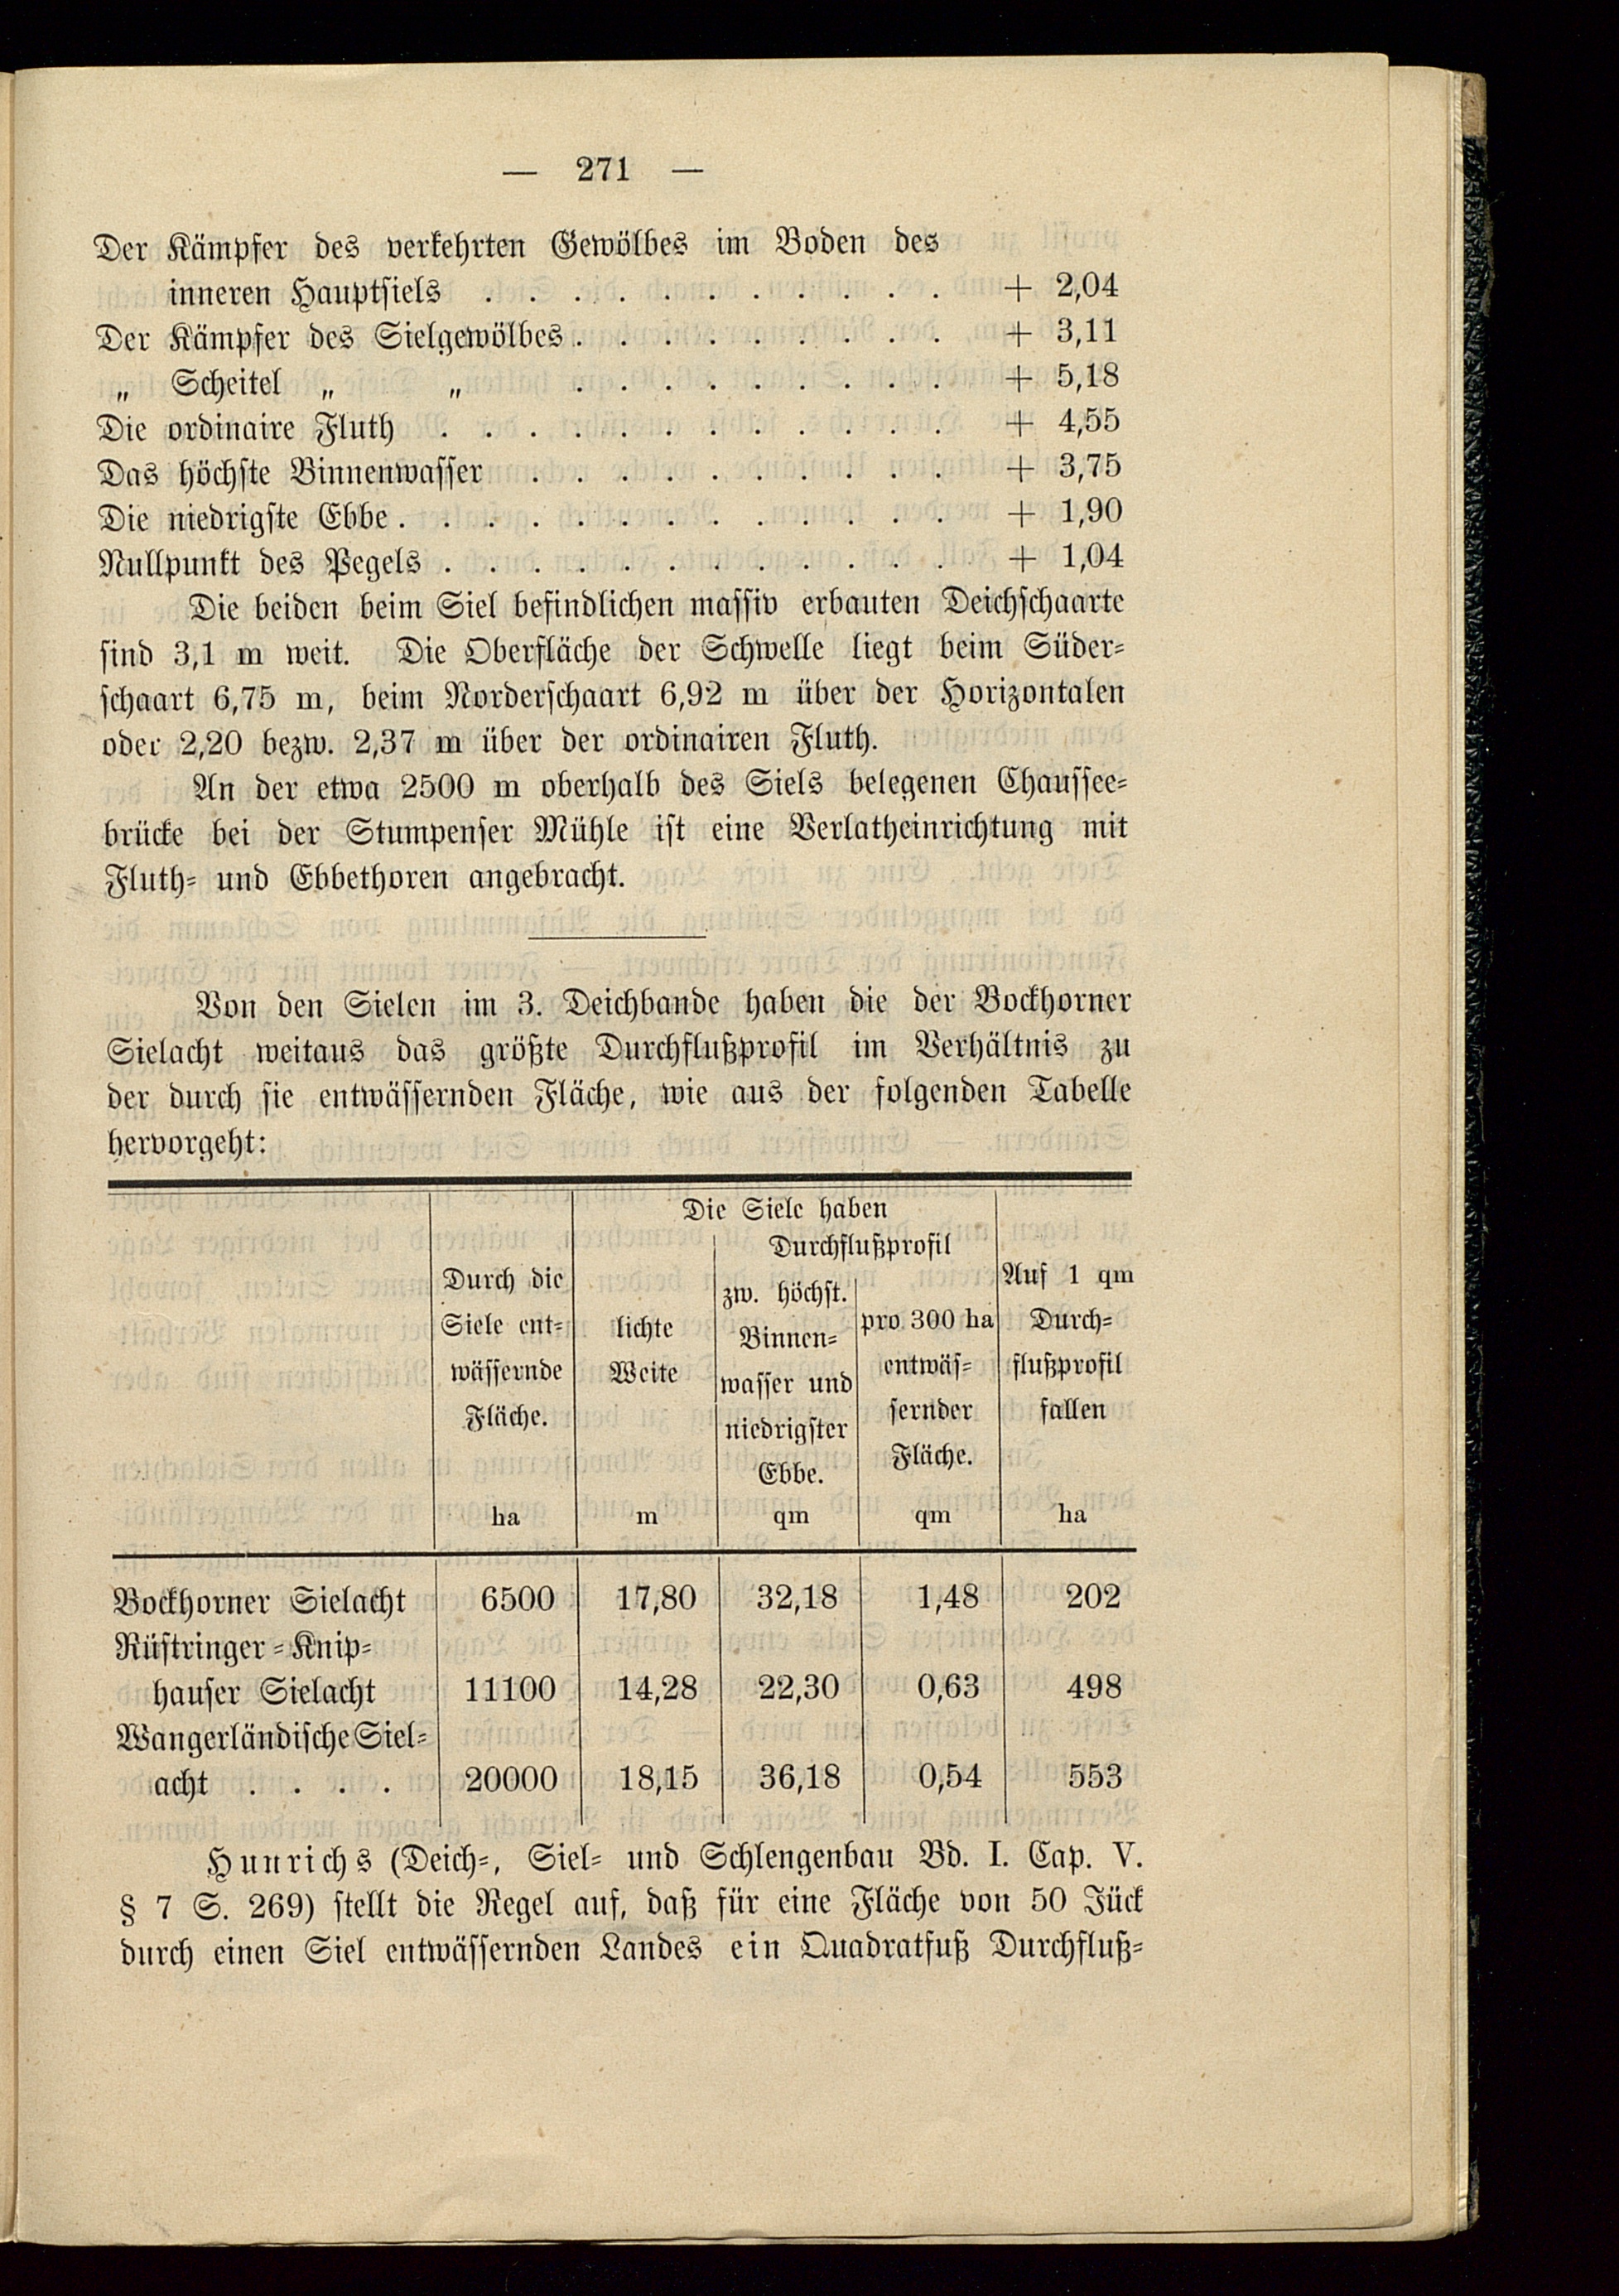 — 271 —
Der Kämpfer des verkehrten Gewölbes im Boden des
inneren Hauptsiels . . . . . . . . . . . + 2,04
Der Kämpfer des Sielgewölbes . . . . . . . . . + 3,11
„ Scheitel „ „ . . . . . . . . . + 5,18
Die ordinaire Fluth . . . . . . . . . . . . + 4,55
Das höchste Binnenwasser . . . . . . . . . . + 3,75
Die niedrigste Ebbe . . . . . . . . . . . . . + 1,90
Nullpunkt des Pegels . . . . . . . . . . . . + 1,04
Die beiden beim Siel befindlichen massiv erbauten Deichschaarte
sind 3,1 m weit. Die Oberfläche der Schwelle liegt beim Süder-
schaart 6,75 m, beim Norderschaart 6,92 m über der Horizontalen
oder 2,20 bezw. 2,37 m über der ordinairen Fluth.
An der etwa 2500 m oberhalb des Siels belegenen Chaussee-
brücke bei der Stumpenser Mühle ist eine Verlatheinrichtung mit
Fluth- und Ebbethoren angebracht.
Von den Sielen im 3. Deichbande haben die der Bockhorner
Sielacht weitaus das größte Durchflußprofil im Verhältnis zu
der durch sie entwässernden Fläche, wie aus der folgenden Tabelle
hervorgeht:
Die Siele haben
Durch die
Siele ent-
wässernde
Fläche.
ha
lichte
Weite
m
Durchflußprofil
zw. höchst.
Binnen-
wasser und
niedrigster
Ebbe.
qm
pro 300 ha
entwäs-
sernder
Fläche.
qm
Auf 1 qm
Durch-
flußprofil
fallen
ha
Bockhorner Sielacht 6500 17,80 32,18 1,48 202
Rüstringer-Knip-
hauser Sielacht 11100 14,28 22,30 0,63 498
Wangerländische Siel-
acht . . . . 20000 18,15 36,18 0,54 553
Hunrichs (Deich-, Siel- und Schlengenbau Bd. I. Cap. V.
§ 7 S. 269) stellt die Regel auf, daß für eine Fläche von 50 Jück
durch einen Siel entwässernden Landes ein Quadratfuß Durchfluß-